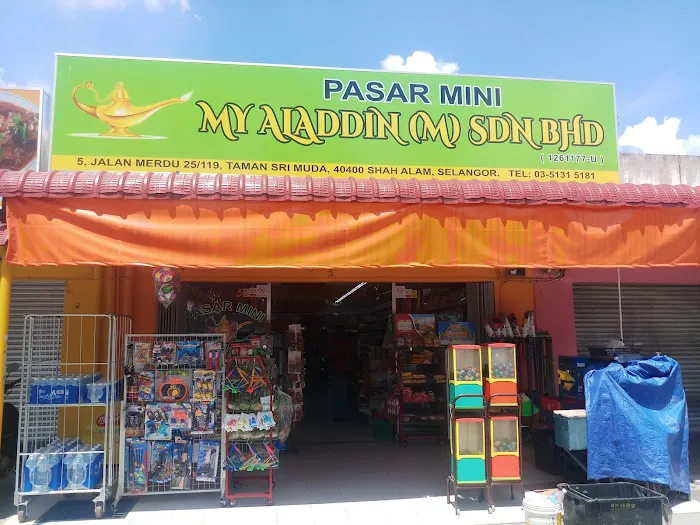 PASAR MINI
MY ALADDIN (M) SDN BHD
( 1261177-U )
5, JALAN MERDU 25/119, TAMAN SRI MUDA, 40400 SHAH ALAM, SELANGOR. TEL: 03-5131 5181
PASAR MINI